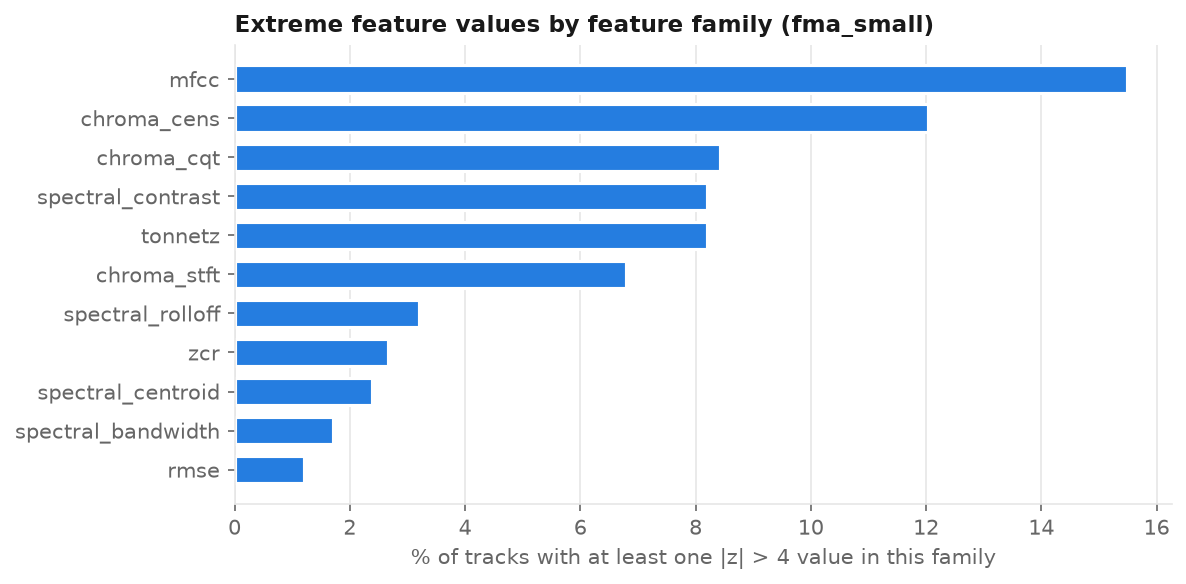 Extreme feature values by feature family (fma_small)
mfcc
chroma_cens
chroma_cqt
spectral_contrast
tonnetz
chroma_stft
spectral_rolloff
zcr
spectral_centroid
spectral_bandwidth
rmse
0 2 4 6 8 10 12 14 16
% of tracks with at least one |z| > 4 value in this family